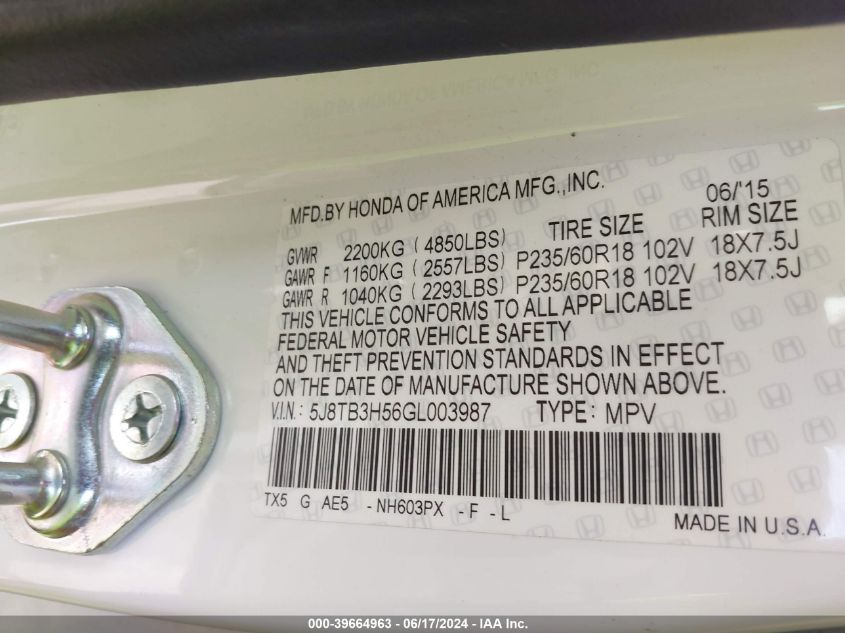 MFD.BY HONDA OF AMERICA MFG.,INC. 06/'15
TIRE SIZE RIM SIZE
GVWR 2200KG (4850LBS)
GAWR F 1160KG (2557LBS) P235/60R18 102V 18X7.5J
GAWR R 1040KG (2293LBS) P235/60R18 102V 18X7.5J
THIS VEHICLE CONFORMS TO ALL APPLICABLE
FEDERAL MOTOR VEHICLE SAFETY
AND THEFT PREVENTION STANDARDS IN EFFECT
ON THE DATE OF MANUFACTURE SHOWN ABOVE.
V.I.N: 5J8TB3H56GL003987 TYPE: MPV
TX5 G AE5 -NH603PX -F -L
MADE IN U.S.A.
000-39664963 - 06/17/2024 - IAA Inc.